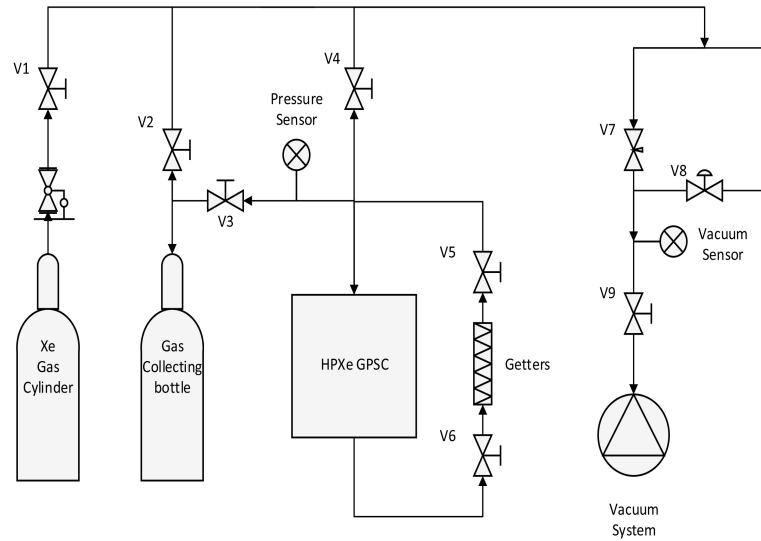 V1
V2
V4
Pressure
Sensor
V3
V7
V8
Vacuum
Sensor
V5
V9
Xe
Gas
Cylinder
Gas
Collecting
bottle
HPXe GPSC
Getters
V6
Vacuum
System